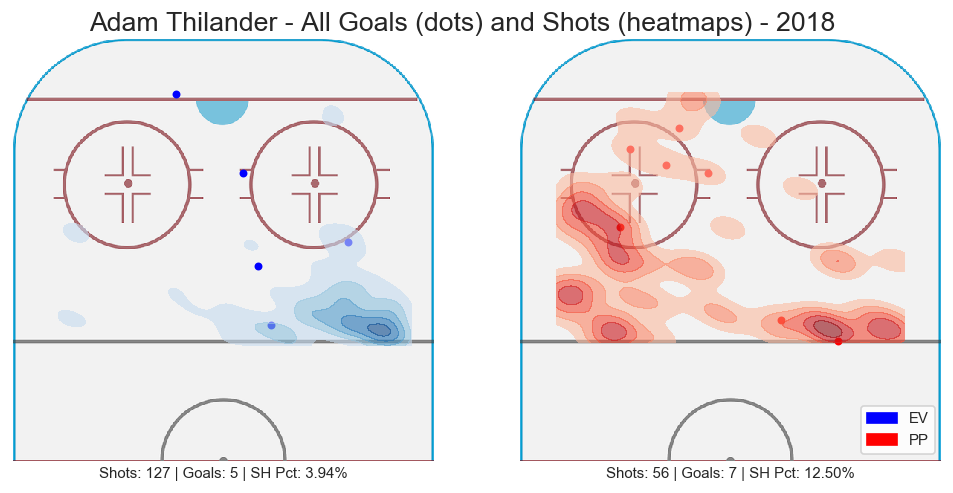 Adam Thilander - All Goals (dots) and Shots (heatmaps) - 2018
EV
PP
Shots: 127 | Goals: 5 | SH Pct: 3.94%
Shots: 56 | Goals: 7 | SH Pct: 12.50%